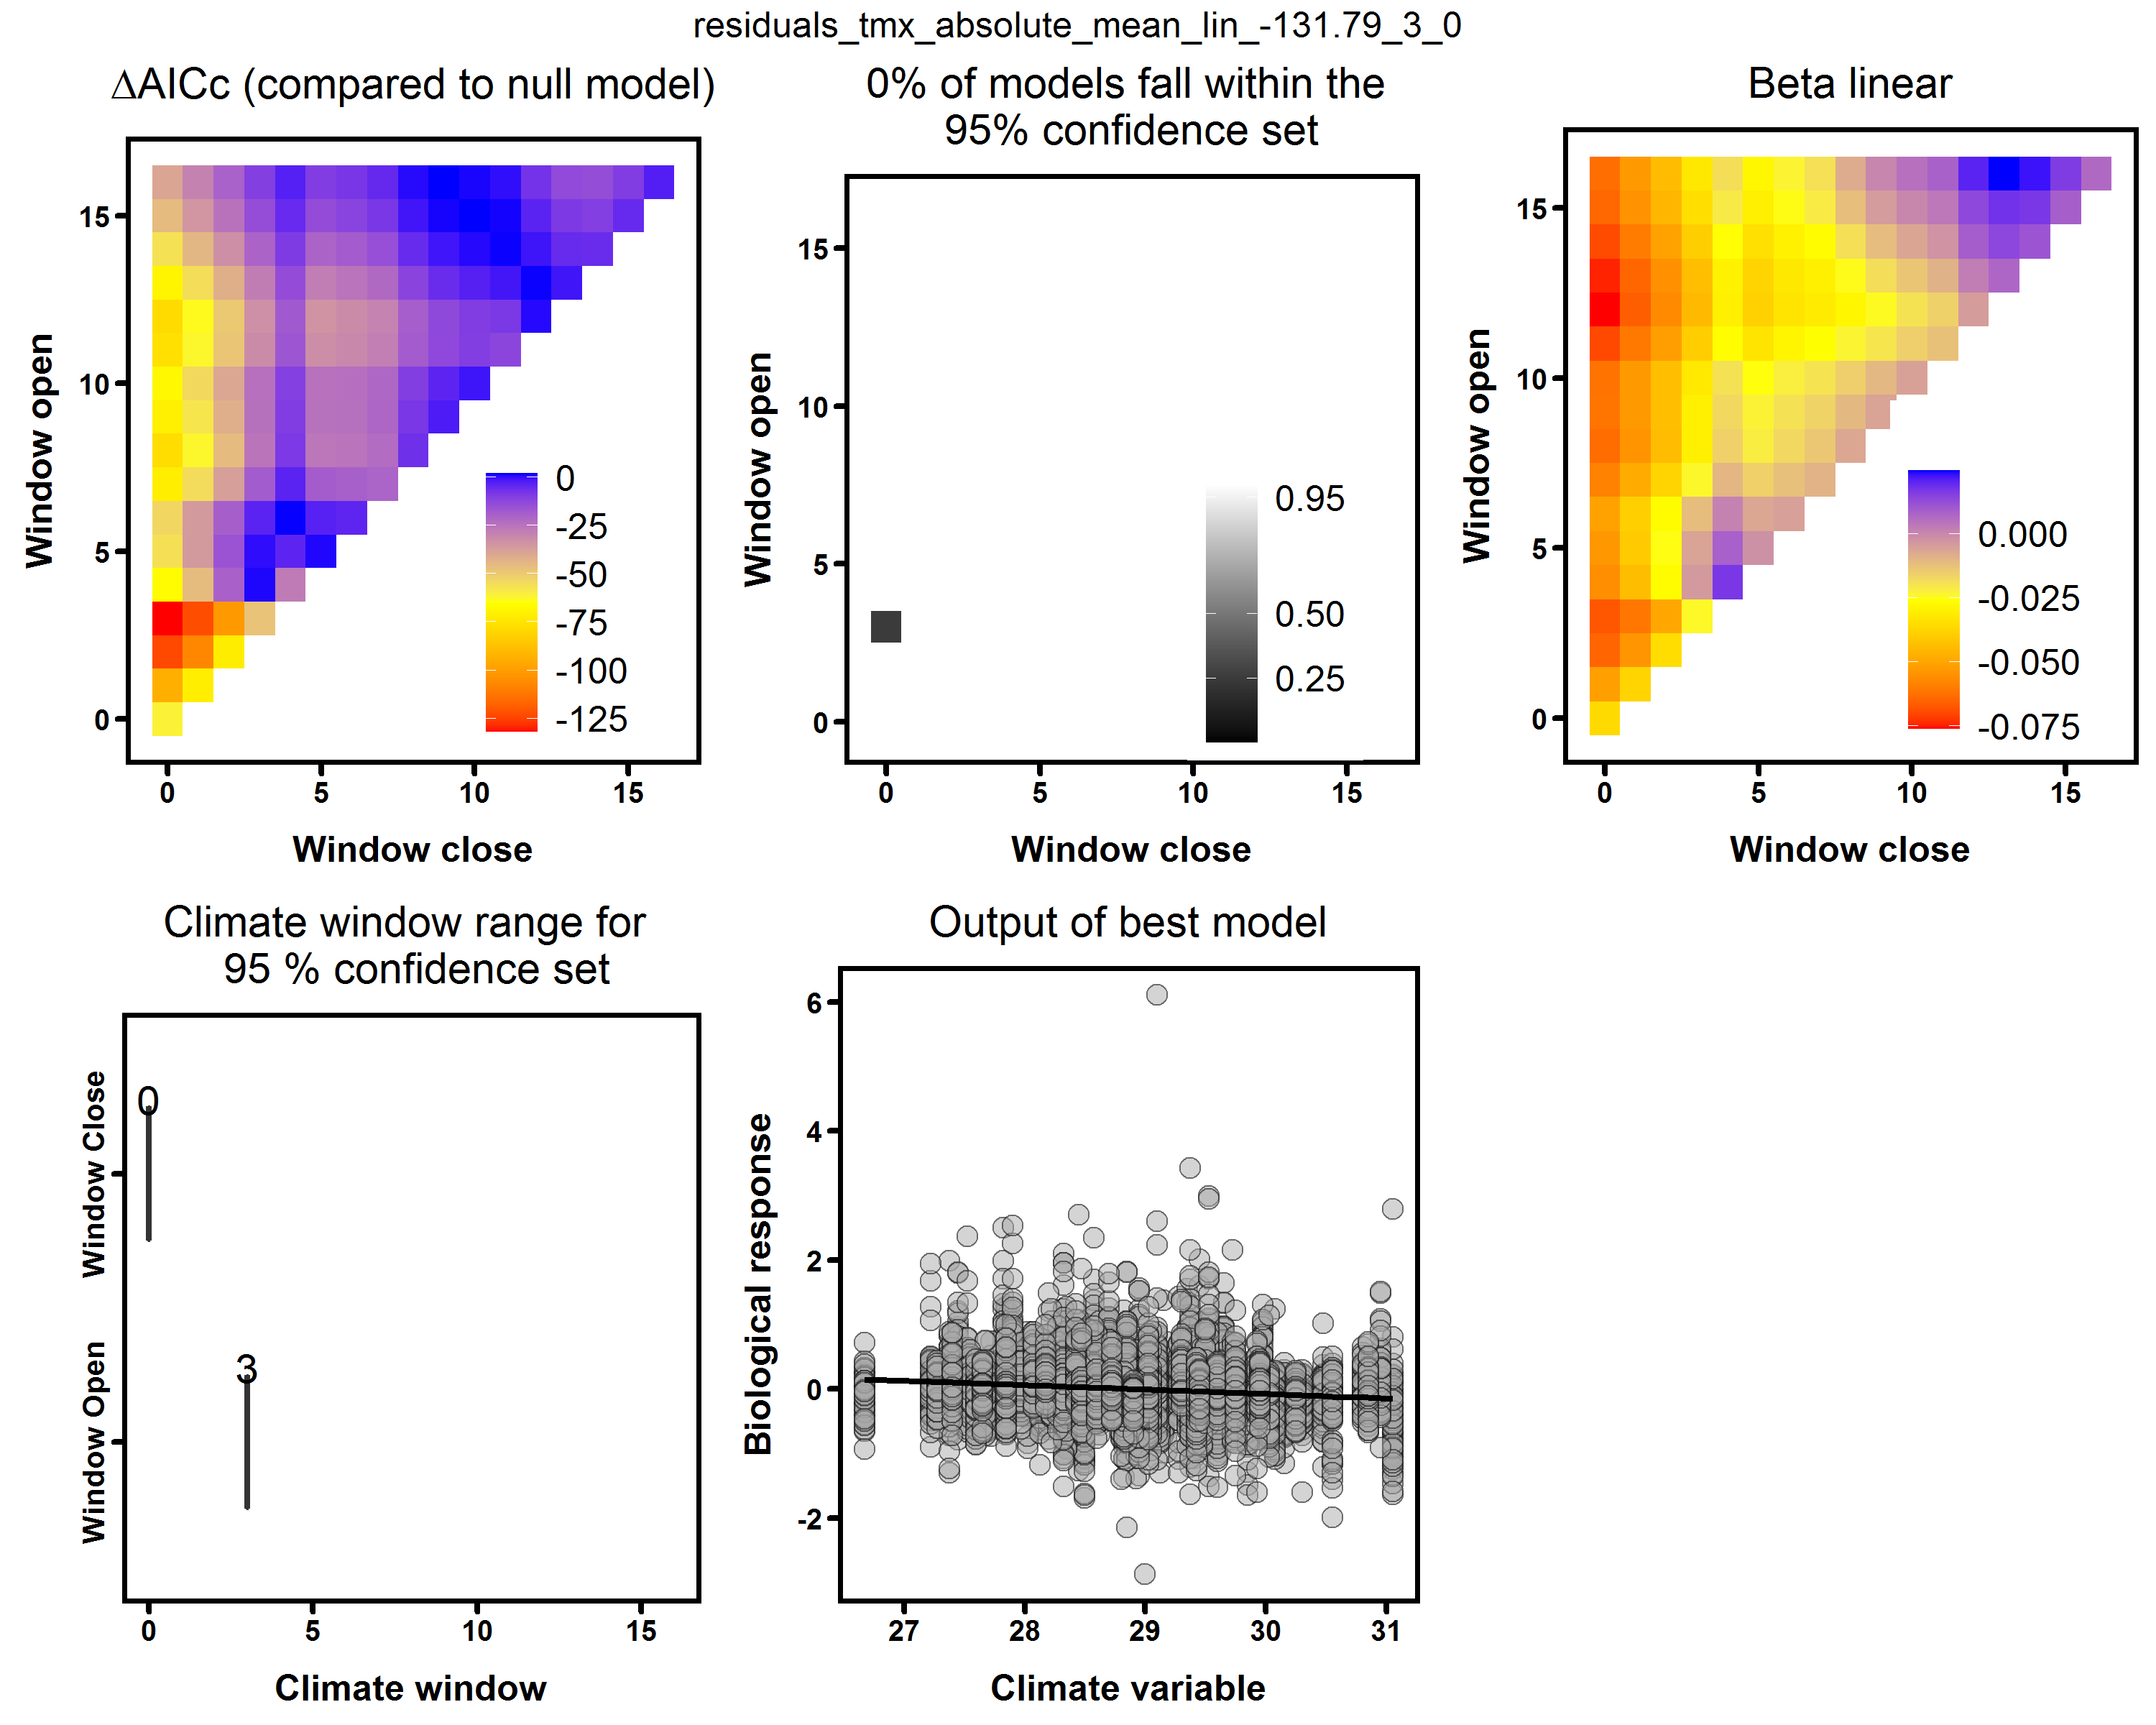 residuals_tmx_absolute_mean_lin_-131.79_3_0
ΔAICc (compared to null model)
Window open
15
10
5
0
0
-25
-50
-75
-100
-125
0 5 10 15
Window close
0% of models fall within the
95% confidence set
Window open
15
10
5
0
0.95
0.50
0.25
0 5 10 15
Window close
Beta linear
Window open
15
10
5
0
0.000
-0.025
-0.050
-0.075
0 5 10 15
Window close
Climate window range for
95 % confidence set
Window Close
Window Open
0
3
0 5 10 15
Climate window
Output of best model
Biological response
6
4
2
0
-2
27 28 29 30 31
Climate variable